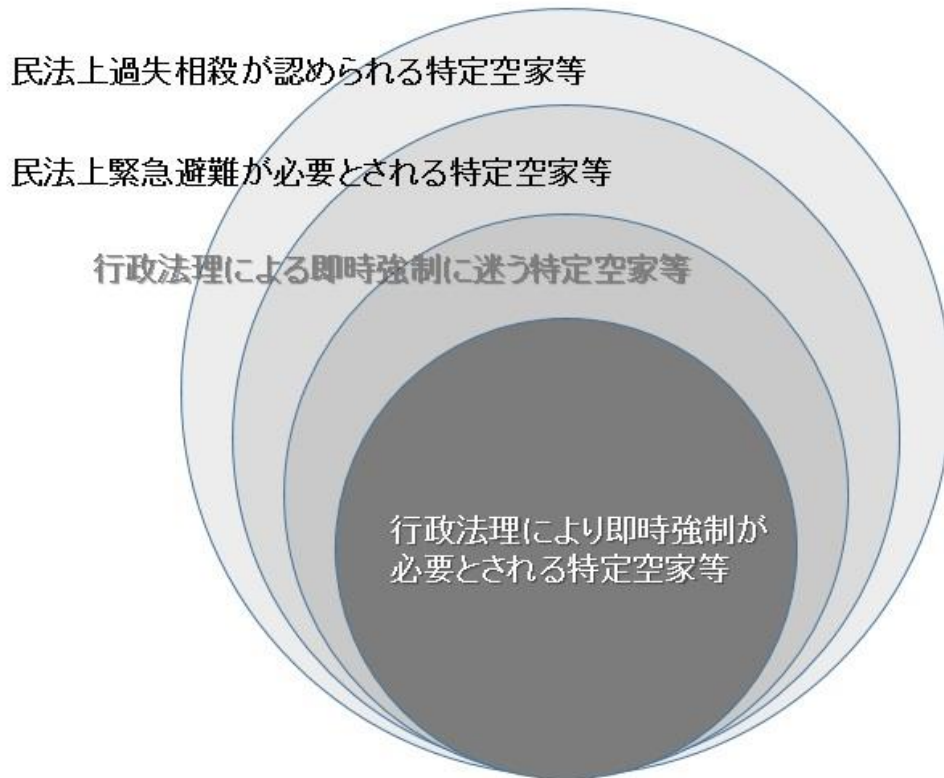 民法上過失相殺が認められる特定空家等
民法上緊急避難が必要とされる特定空家等
行政法理による即時強制に迷う特定空家等
行政法理により即時強制が
必要とされる特定空家等